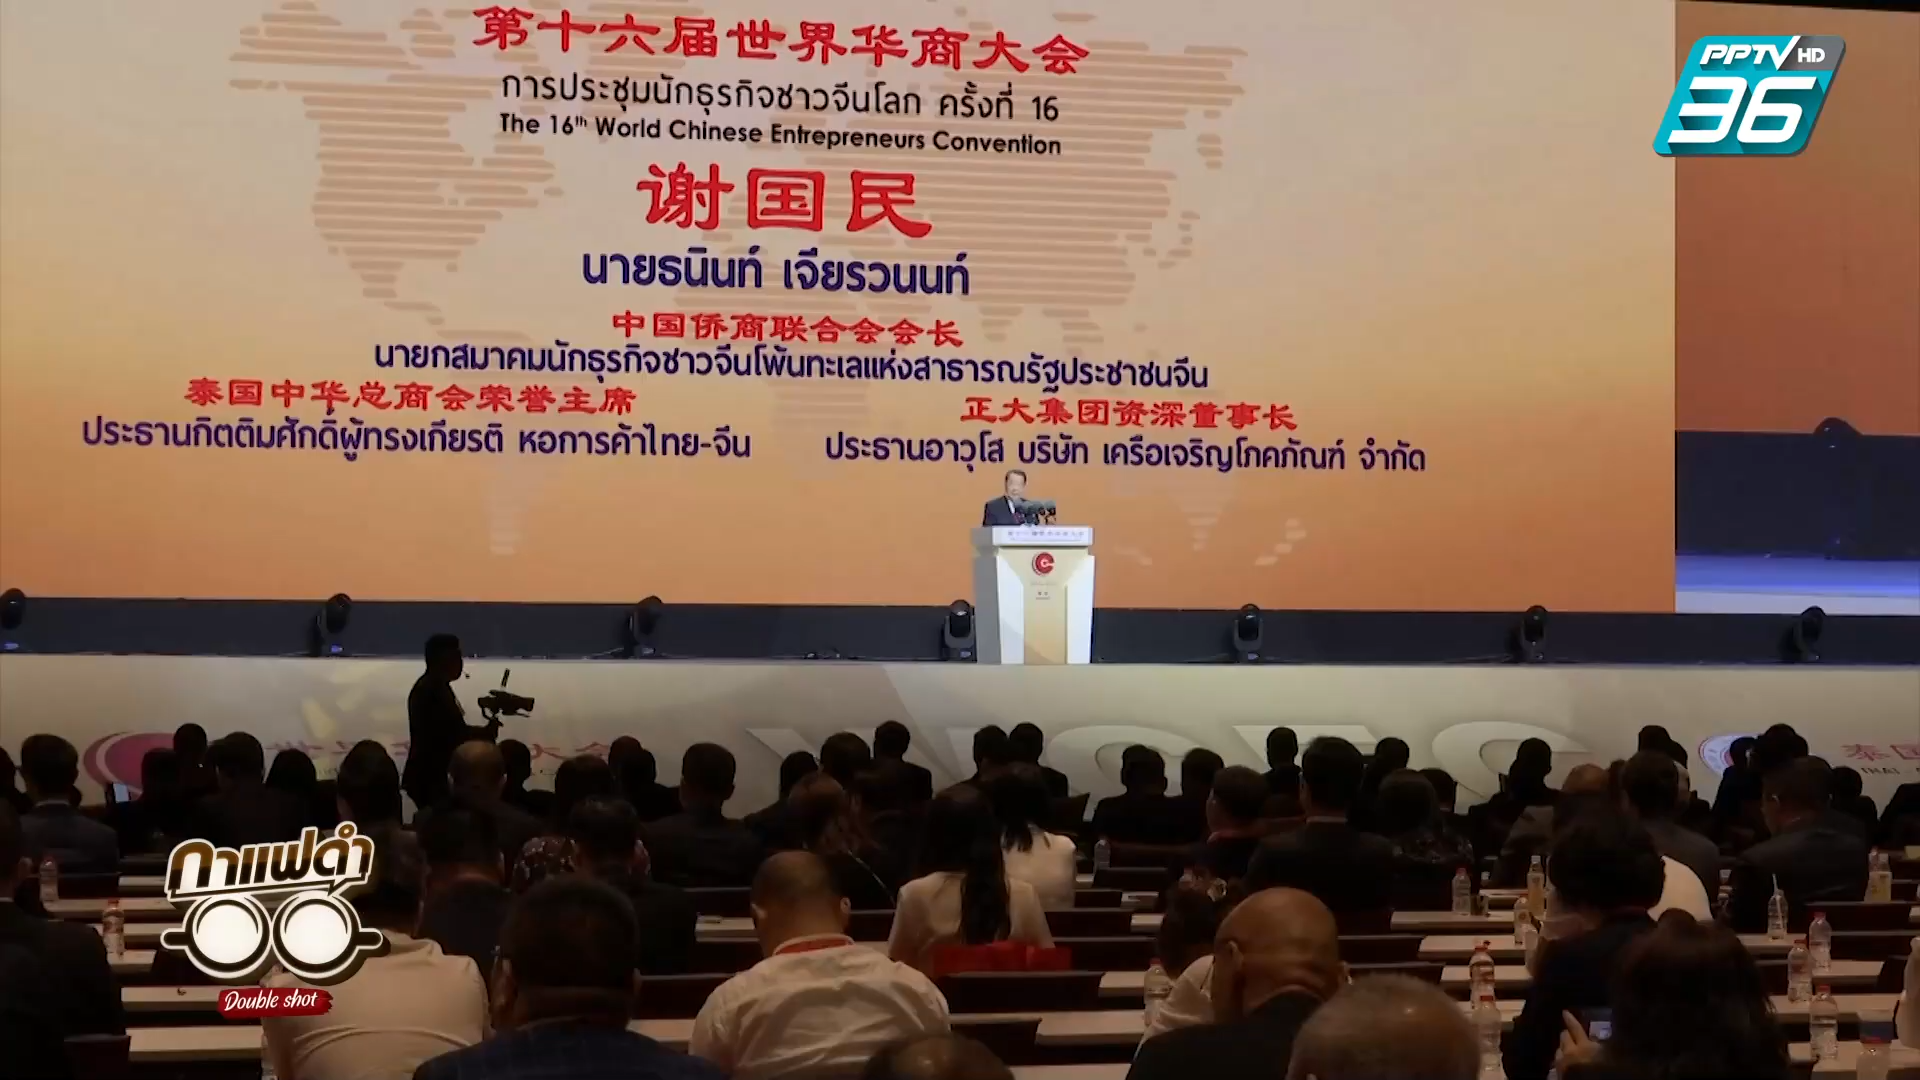 第十六届世界华商大会
การประชุมนักธุรกิจชาวจีนโลก ครั้งที่ 16
The 16th World Chinese Entrepreneurs Convention
谢国民
นายธนินท์ เจียรวนนท์
中国侨商联合会会长
นายกสมาคมนักธุรกิจชาวจีนโพ้นทะเลแห่งสาธารณรัฐประชาชนจีน
泰国中华总商会荣誉主席
ประธานกิตติมศักดิ์ผู้ทรงเกียรติ หอการค้าไทย-จีน
正大集团资深董事长
ประธานอาวุโส บริษัท เครือเจริญโภคภัณฑ์ จำกัด
PPTV HD
36
WCEC
泰国
THAI
กาแฟดำ
Double shot